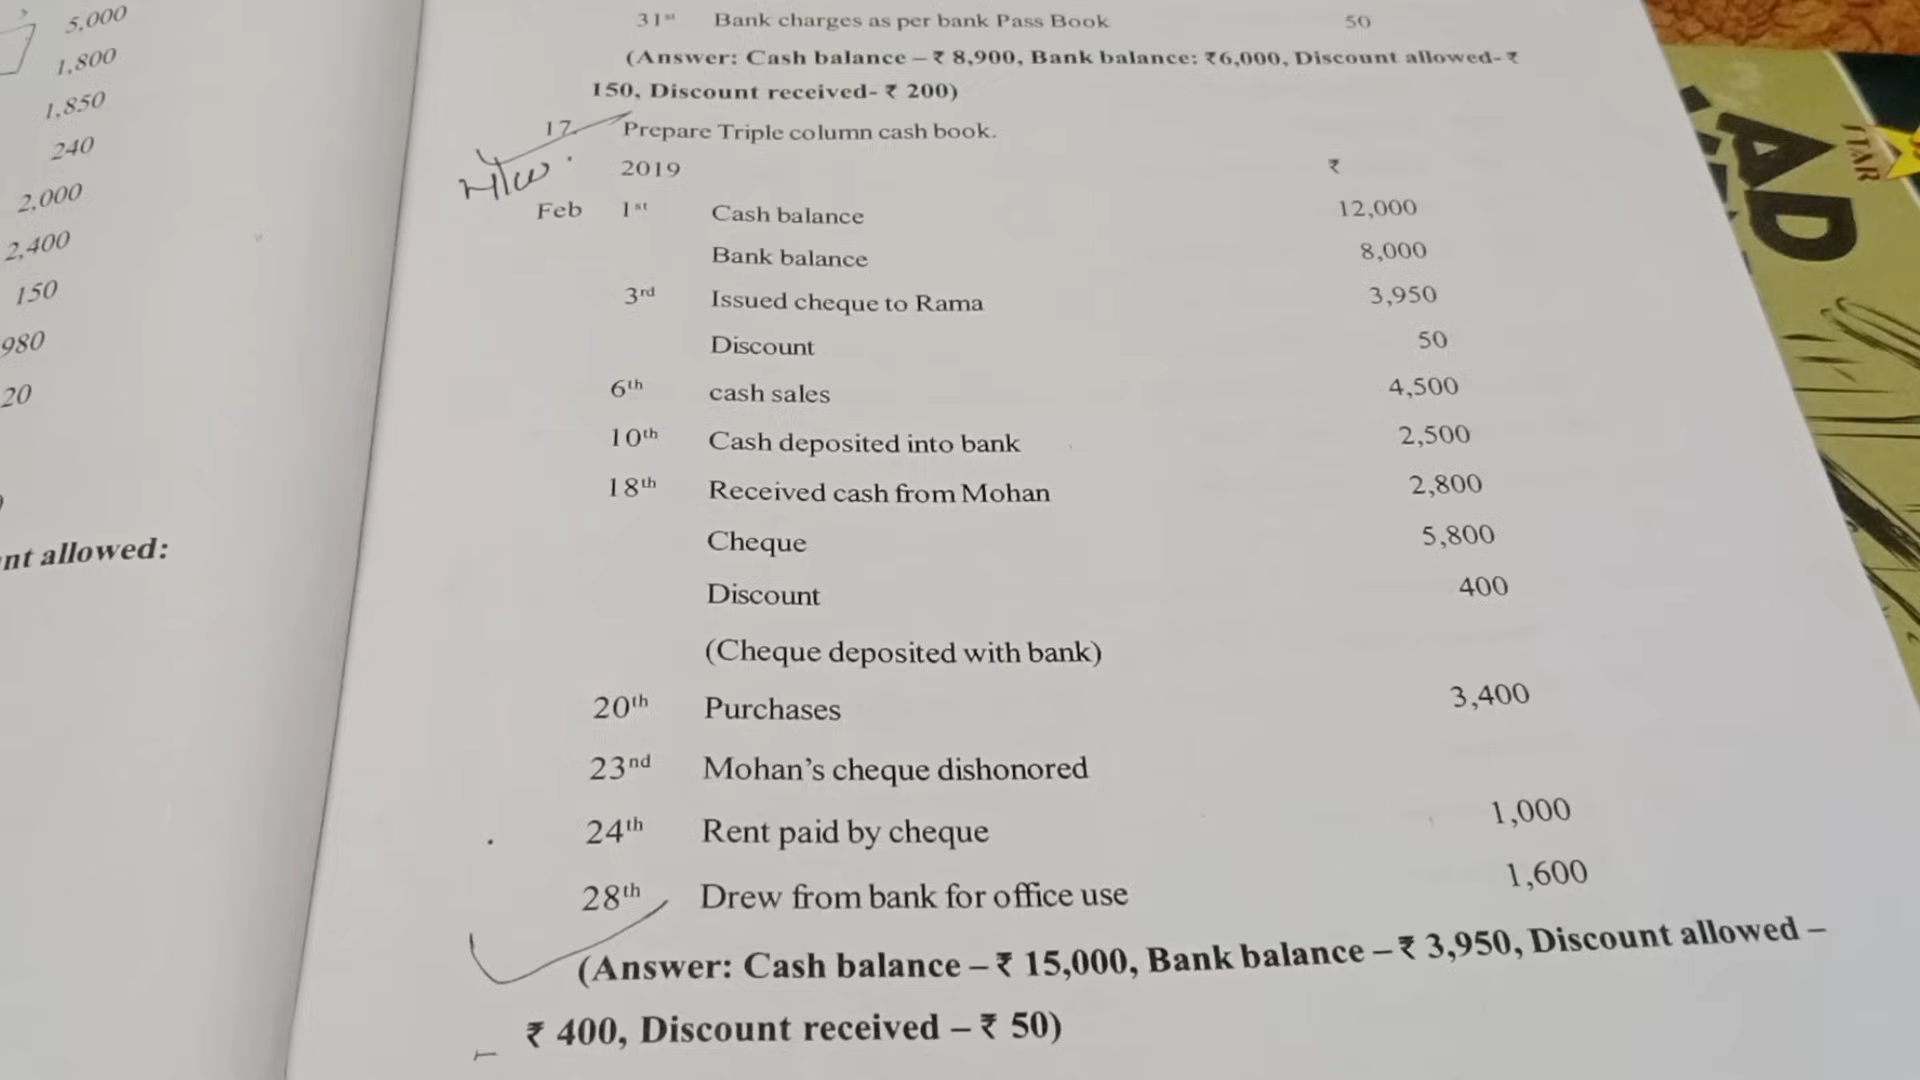 5,000
1,800
1,850
240
2,000
2,400
150
980
20
nt allowed:
31st Bank charges as per bank Pass Book 50
(Answer: Cash balance – ₹ 8,900, Bank balance: ₹6,000, Discount allowed- ₹
150, Discount received- ₹ 200)
17. Prepare Triple column cash book.
H/W.
2019 ₹
Feb 1st Cash balance 12,000
Bank balance 8,000
3rd Issued cheque to Rama 3,950
Discount 50
6th cash sales 4,500
10th Cash deposited into bank 2,500
18th Received cash from Mohan 2,800
Cheque 5,800
Discount 400
(Cheque deposited with bank)
20th Purchases 3,400
23nd Mohan's cheque dishonored
24th Rent paid by cheque 1,000
28th Drew from bank for office use 1,600
(Answer: Cash balance – ₹ 15,000, Bank balance – ₹ 3,950, Discount allowed –
₹ 400, Discount received – ₹ 50)
AD
STAR